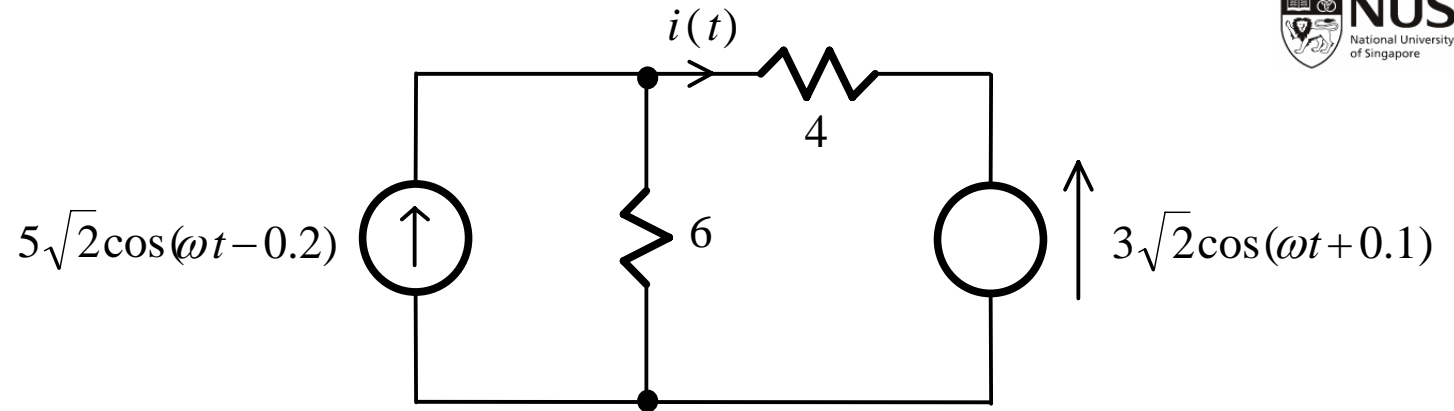 NUS
National University
of Singapore
i(t)
4
5√2cos(ωt−0.2)
6
3√2cos(ωt+0.1)